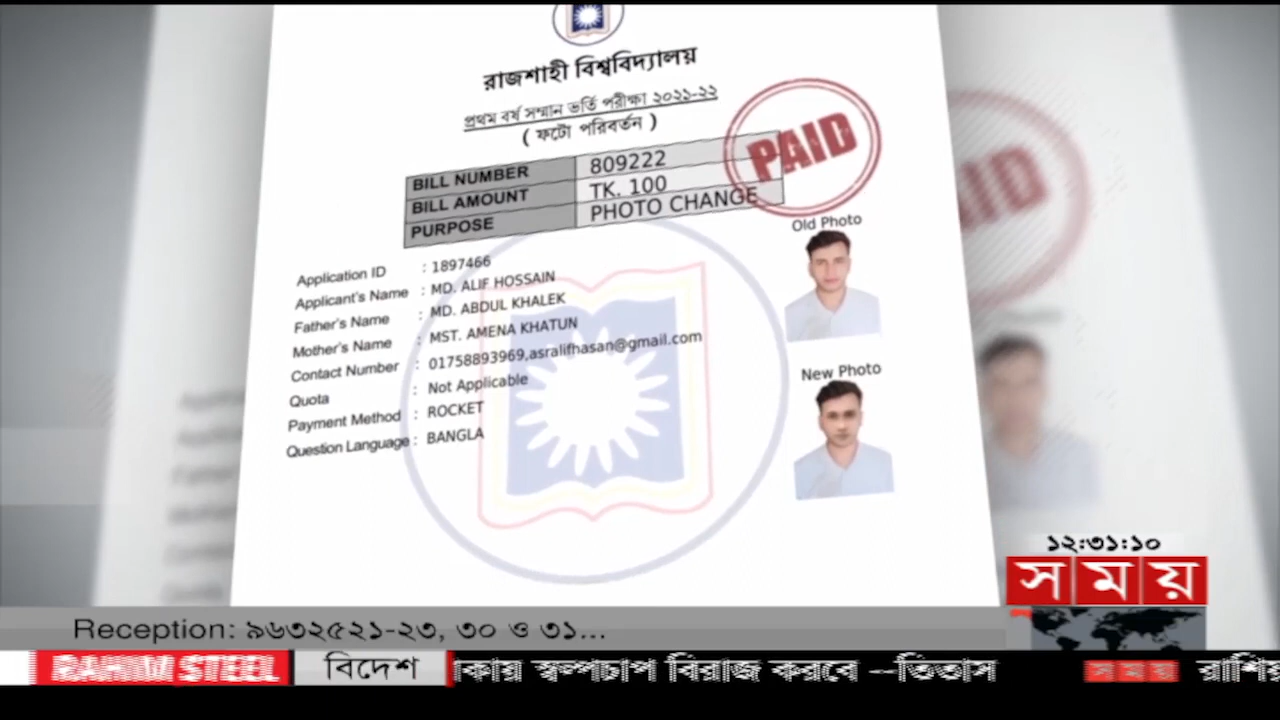 রাজশাহী বিশ্ববিদ্যালয়
প্রথম বর্ষ সম্মান ভর্তি পরীক্ষা ২০২১-২২
( ফটো পরিবর্তন )
PAID
BILL NUMBER 809222
BILL AMOUNT TK. 100
PURPOSE PHOTO CHANGE
Old Photo
Application ID : 1897466
Applicant's Name : MD. ALIF HOSSAIN
Father's Name : MD. ABDUL KHALEK
Mother's Name : MST. AMENA KHATUN
Contact Number : 01758893969,asralifhasan@gmail.com
Quota : Not Applicable
Payment Method : ROCKET
Question Language : BANGLA
New Photo
১২:৩১:১০
সময়
Reception: ৯৬৩২৫২১-২৩, ৩০ ও ৩১...
RAHIM STEEL বিদেশ কায় স্বল্পচাপ বিরাজ করবে --তিতাস সময় রাশিয়